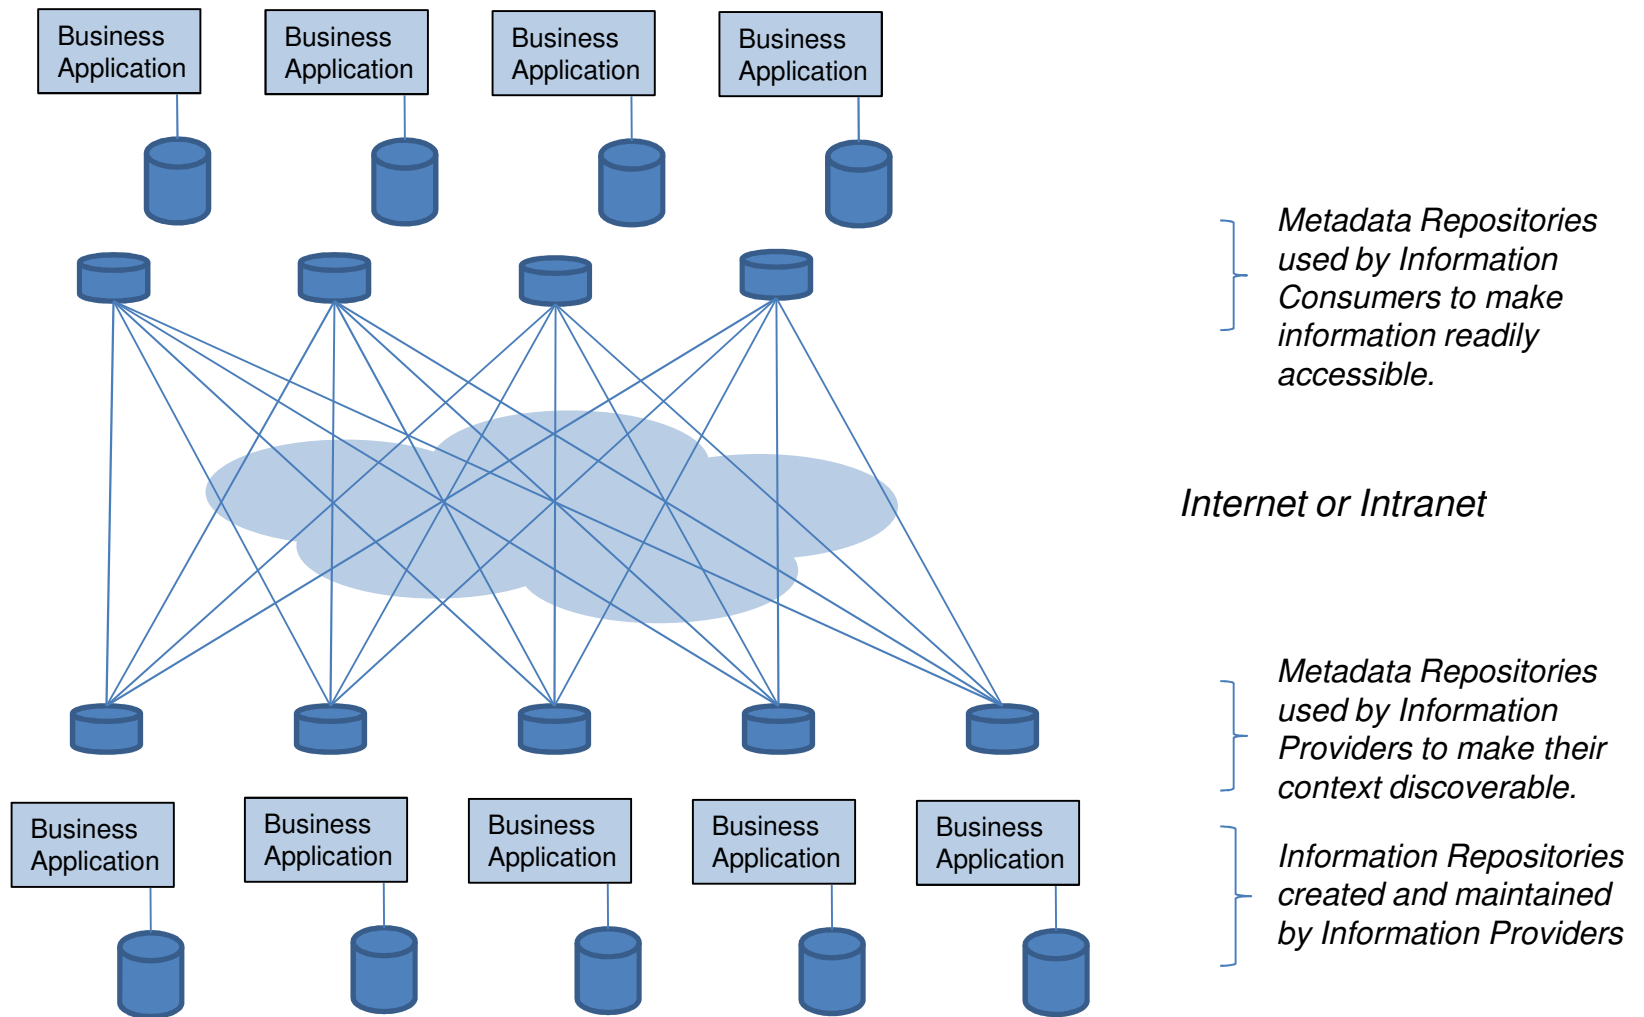 Business
Application
Business
Application
Business
Application
Business
Application
Metadata Repositories
used by Information
Consumers to make
information readily
accessible.
Internet or Intranet
Metadata Repositories
used by Information
Providers to make their
context discoverable.
Business
Application
Business
Application
Business
Application
Business
Application
Business
Application
Information Repositories
created and maintained
by Information Providers